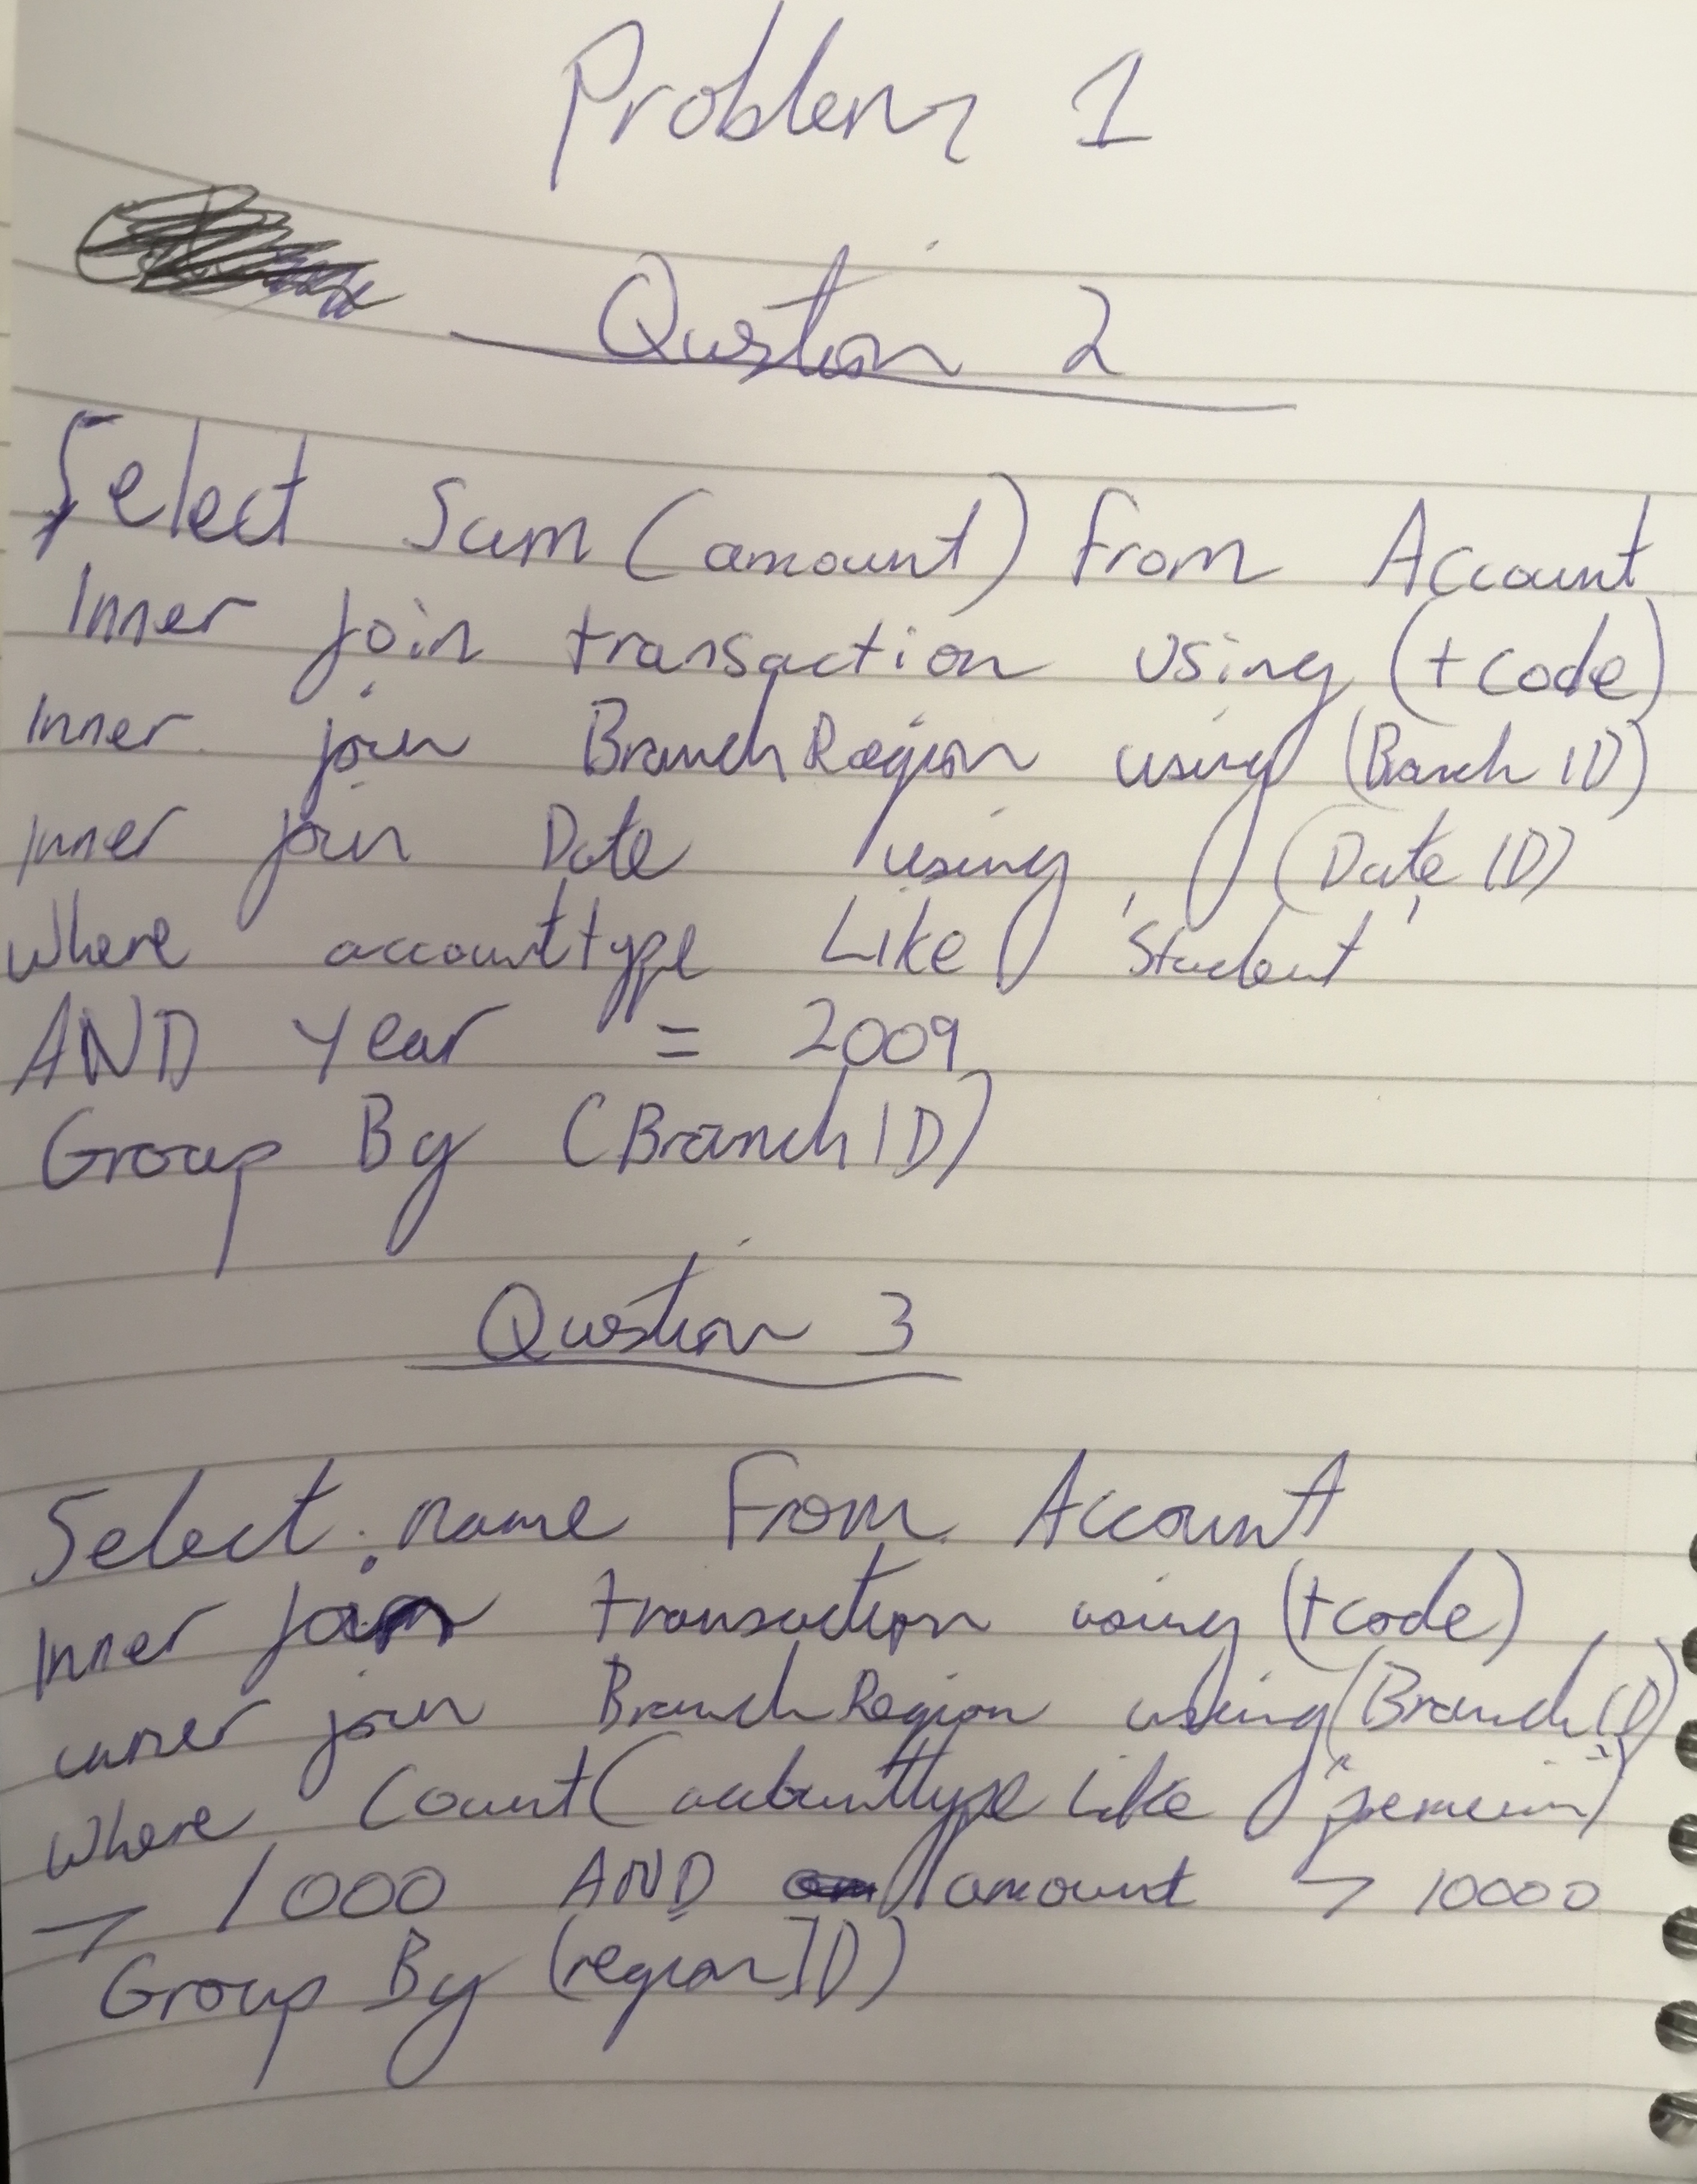 Problem 1
Question 2
Select Sum (amount) from Account
Inner join transaction using (tcode)
Inner join BranchRegion using (Branch ID)
Inner join Date using (Date ID)
Where accounttype Like 'Student'
AND Year = 2009
Group By (BranchID)
Question 3
Select name From Account
Inner join transaction using (tcode)
inner join BranchRegion using (Branch ID)
Where Count( accounttype Like "premium")
> 1000 AND amount > 10000
Group By (regionID)